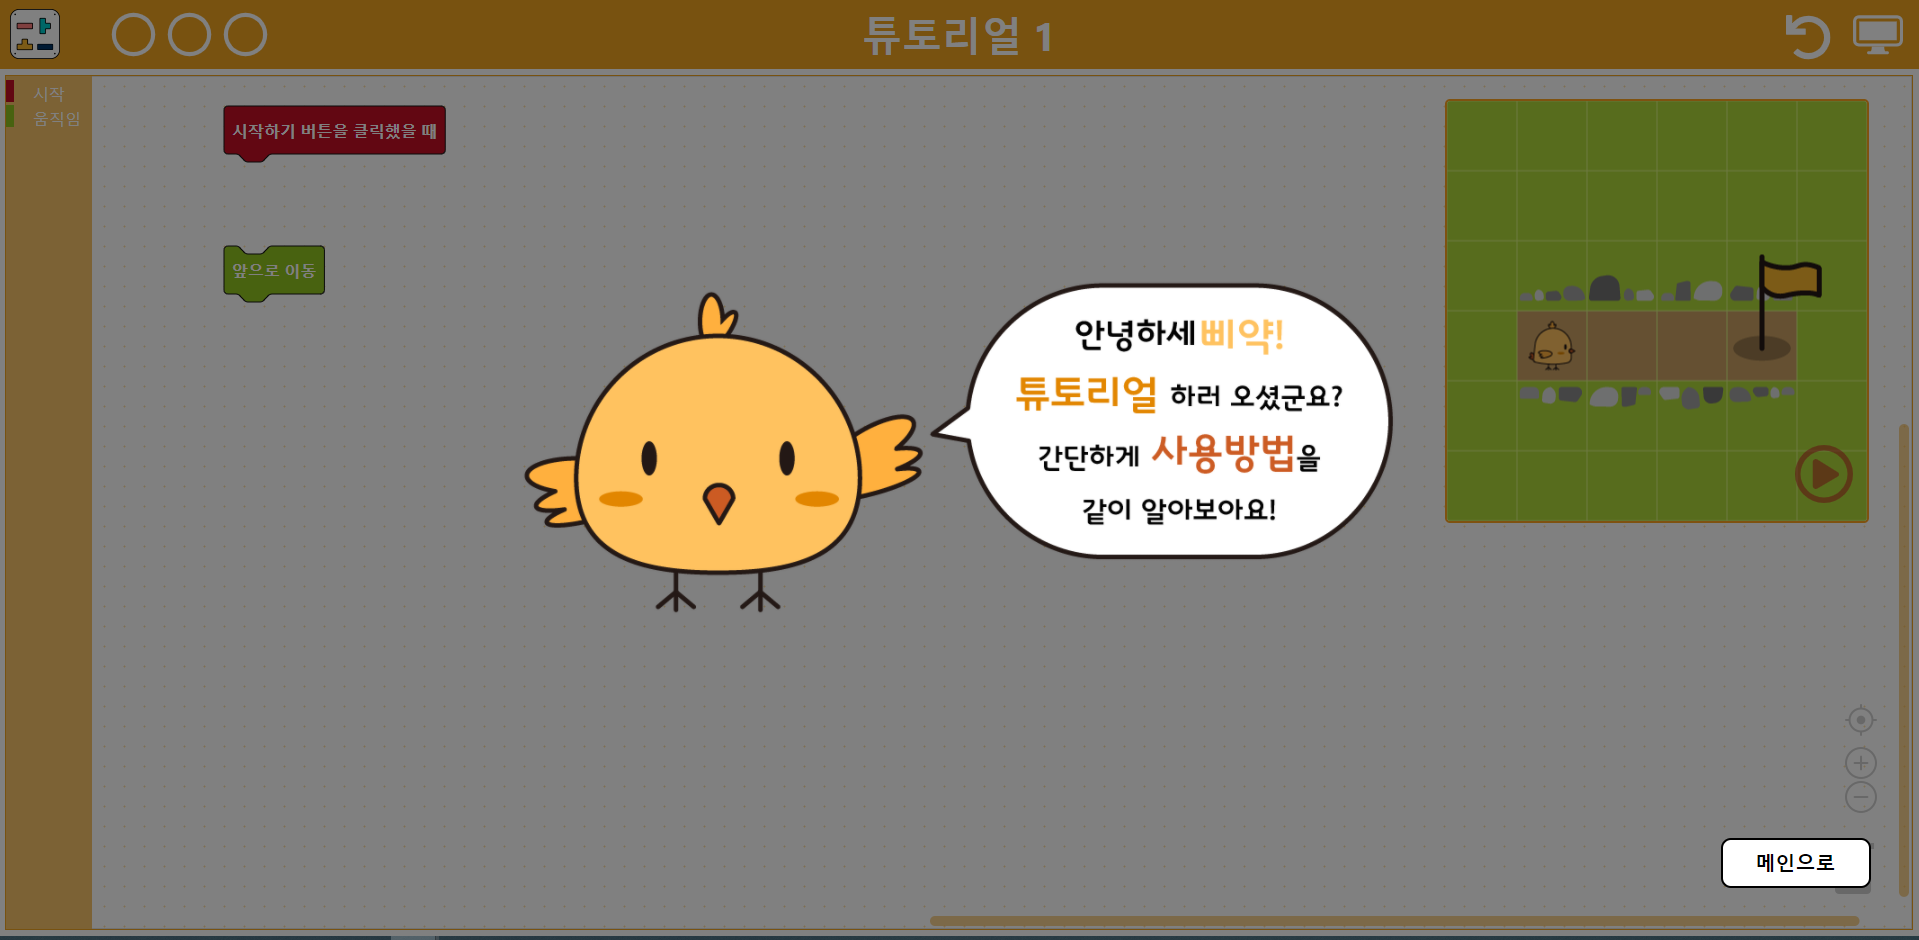 튜토리얼 1
시작
움직임
시작하기 버튼을 클릭했을 때
앞으로 이동
안녕하세삐약!
튜토리얼 하러 오셨군요?
간단하게 사용방법을
같이 알아보아요!
메인으로